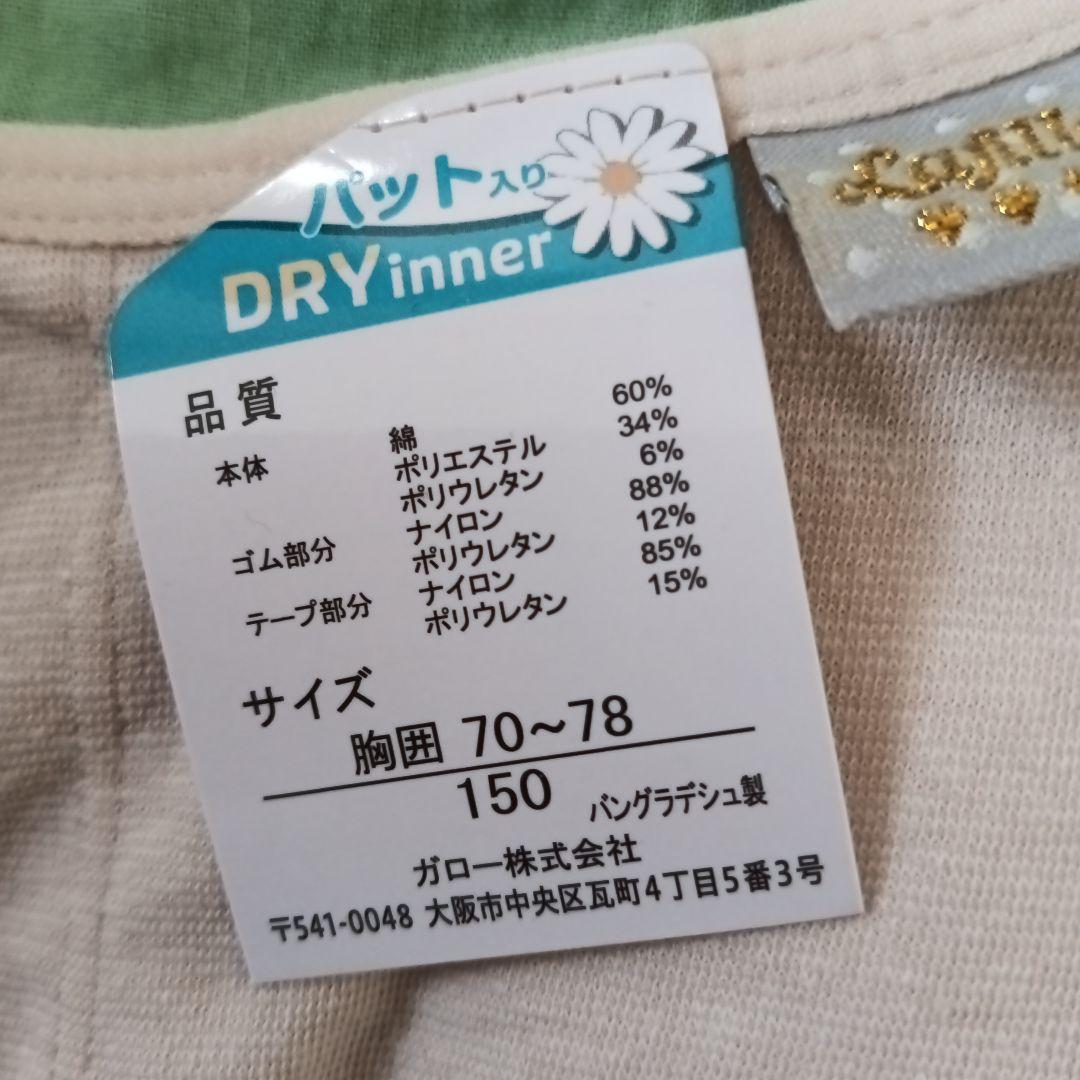 パット入り
DRYinner
品質
本体 綿 60%
ポリエステル 34%
ポリウレタン 6%
ゴム部分 ナイロン 88%
ポリウレタン 12%
テープ部分 ナイロン 85%
ポリウレタン 15%
サイズ
胸囲 70~78
150
バングラデシュ製
ガロー株式会社
〒541-0048 大阪市中央区瓦町4丁目5番3号